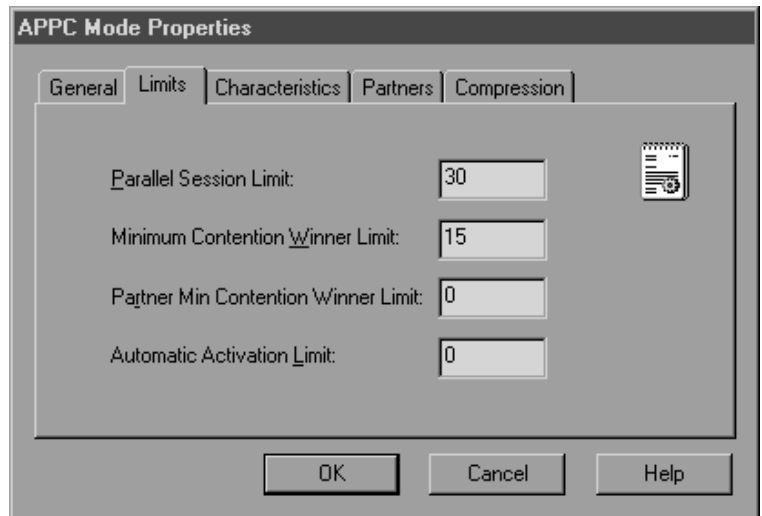 APPC Mode Properties
General Limits Characteristics Partners Compression
Parallel Session Limit: 30
Minimum Contention Winner Limit: 15
Partner Min Contention Winner Limit: 0
Automatic Activation Limit: 0
OK Cancel Help